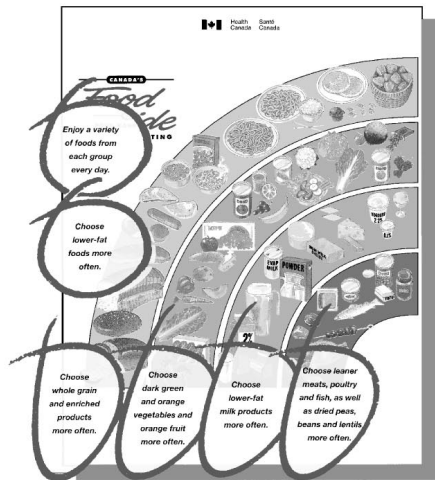 Health Santé
Canada Canada
CANADA'S
Food
Enjoy a variety
of foods from
each group
every day.
Choose
lower-fat
foods more
often.
EVAP
MILK
POWDER
2%
Choose
whole grain
and enriched
products
more often.
Choose
dark green
and orange
vegetables and
orange fruit
more often.
Choose
lower-fat
milk products
more often.
Choose leaner
meats, poultry
and fish, as well
as dried peas,
beans and lentils
more often.